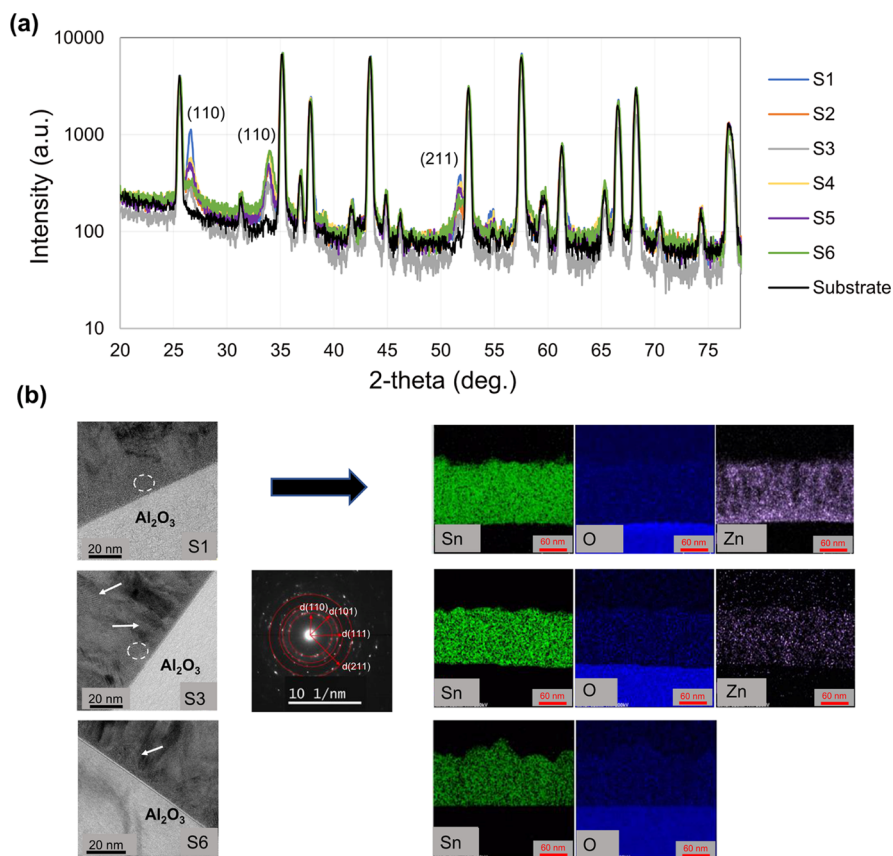 (a)
10000
1000
100
10
Intensity (a.u.)
(110)
(110)
(211)
20 25 30 35 40 45 50 55 60 65 70 75
2-theta (deg.)
S1
S2
S3
S4
S5
S6
Substrate
(b)
Al2O3
20 nm
S1
Sn
60 nm
O
60 nm
Zn
60 nm
Al2O3
20 nm
S3
d(110)
d(101)
d(111)
d(211)
10 1/nm
Sn
60 nm
O
60 nm
Zn
60 nm
Al2O3
20 nm
S6
Sn
60 nm
O
60 nm